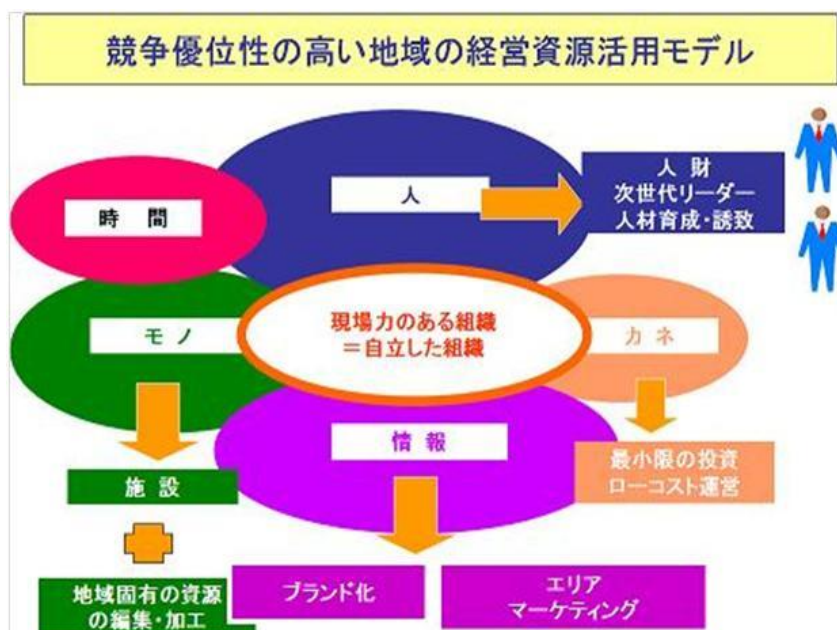 競争優位性の高い地域の経営資源活用モデル
人
人 財
次世代リーダー
人材育成・誘致
時 間
現場力のある組織
＝自立した組織
モ ノ
カ ネ
情 報
最小限の投資
ローコスト運営
施 設
地域固有の資源
の編集・加工
ブランド化
エリア
マーケティング